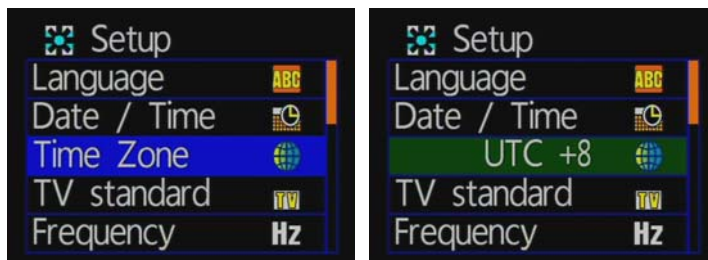 Setup
Language ABC
Date / Time
Time Zone
TV standard TV
Frequency Hz
Setup
Language ABC
Date / Time
UTC +8
TV standard TV
Frequency Hz